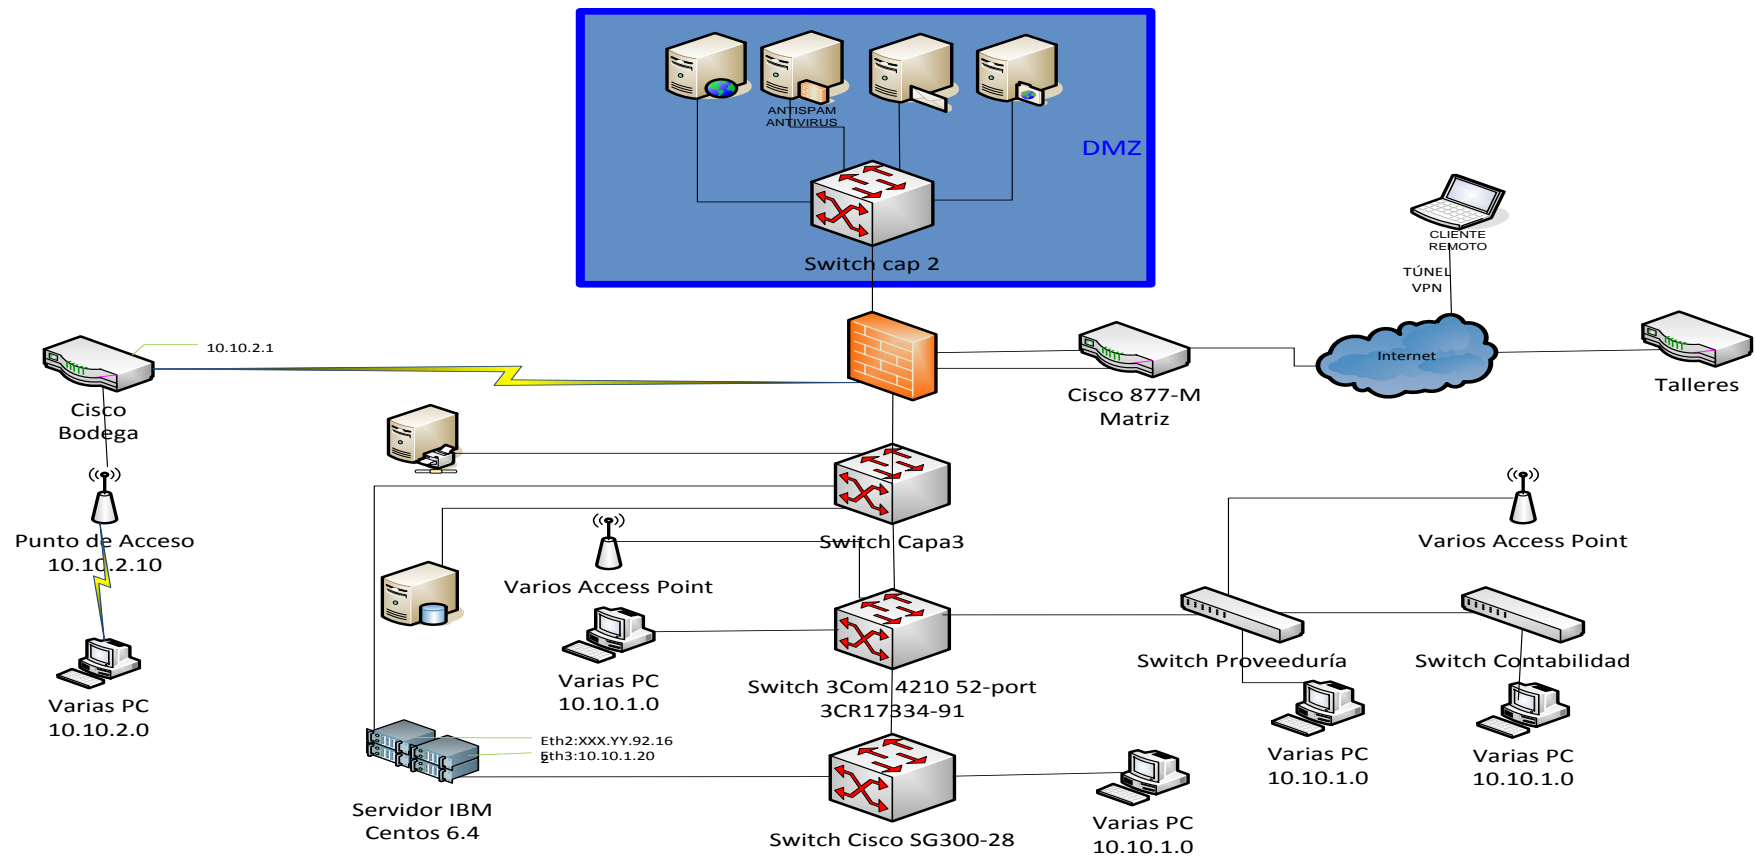 ANTISPAM
ANTIVIRUS
DMZ
Switch cap 2
CLIENTE
REMOTO
TÚNEL
VPN
10.10.2.1
Internet
Cisco
Bodega
Cisco 877-M
Matriz
Talleres
Punto de Acceso
10.10.2.10
Switch Capa3
Varios Access Point
Varios Access Point
Varias PC
10.10.1.0
Switch 3Com 4210 52-port
3CR17334-91
Switch Proveeduría
Switch Contabilidad
Varias PC
10.10.2.0
Eth2:XXX.YY.92.16
2
Eth3:10.10.1.20
Varias PC
10.10.1.0
Varias PC
10.10.1.0
Servidor IBM
Centos 6.4
Switch Cisco SG300-28
Varias PC
10.10.1.0